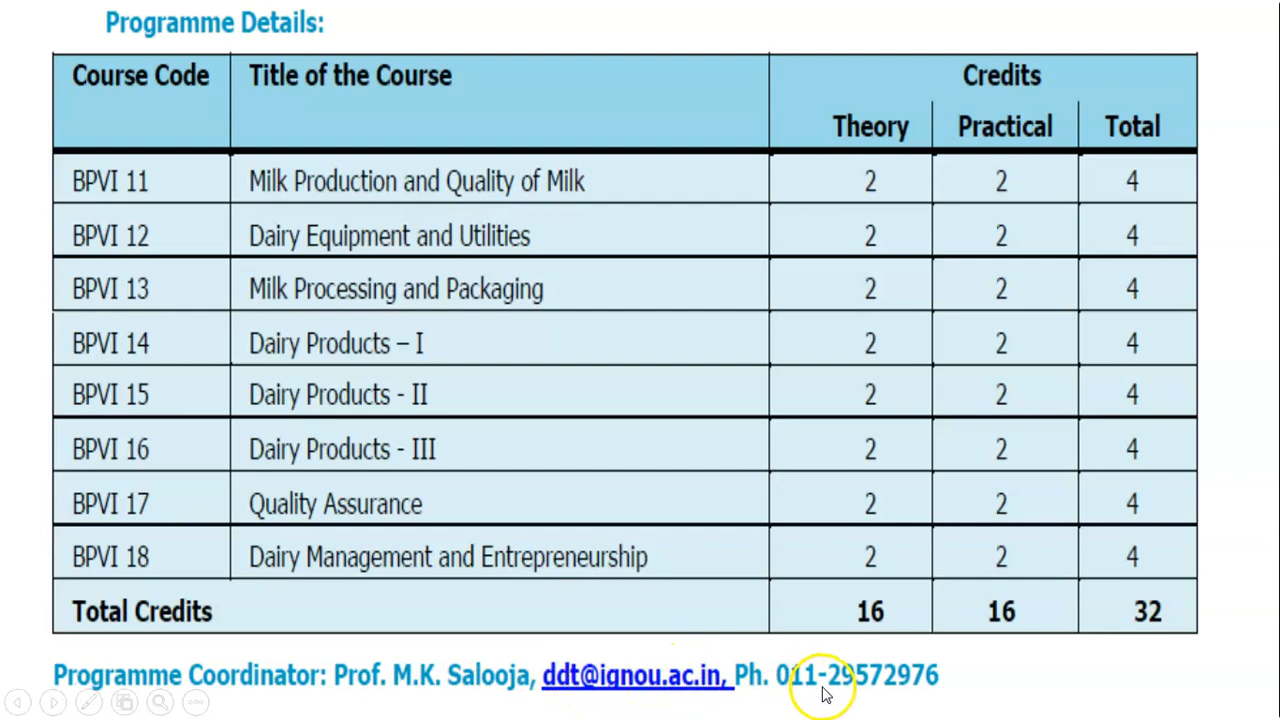 Programme Details:
Course Code Title of the Course Credits
Theory Practical Total
BPVI 11 Milk Production and Quality of Milk 2 2 4
BPVI 12 Dairy Equipment and Utilities 2 2 4
BPVI 13 Milk Processing and Packaging 2 2 4
BPVI 14 Dairy Products – I 2 2 4
BPVI 15 Dairy Products - II 2 2 4
BPVI 16 Dairy Products - III 2 2 4
BPVI 17 Quality Assurance 2 2 4
BPVI 18 Dairy Management and Entrepreneurship 2 2 4
Total Credits 16 16 32
Programme Coordinator: Prof. M.K. Salooja, ddt@ignou.ac.in, Ph. 011-29572976